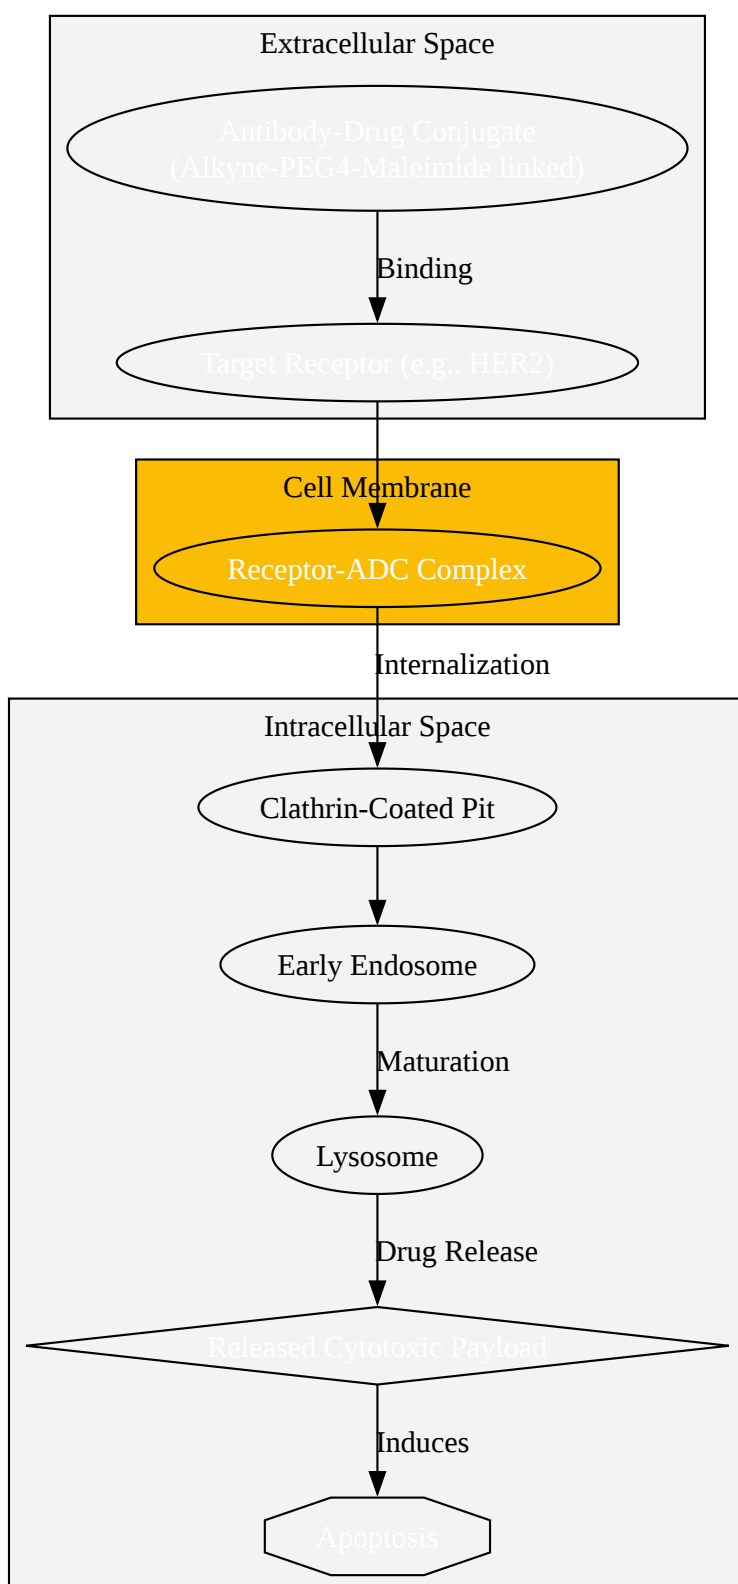 Extracellular Space
Antibody-Drug Conjugate
(Alkyne-PEG4-Maleimide linked)
Binding
Target Receptor (e.g., HER2)
Cell Membrane
Receptor-ADC Complex
Internalization
Intracellular Space
Clathrin-Coated Pit
Early Endosome
Maturation
Lysosome
Drug Release
Released Cytotoxic Payload
Induces
Apoptosis